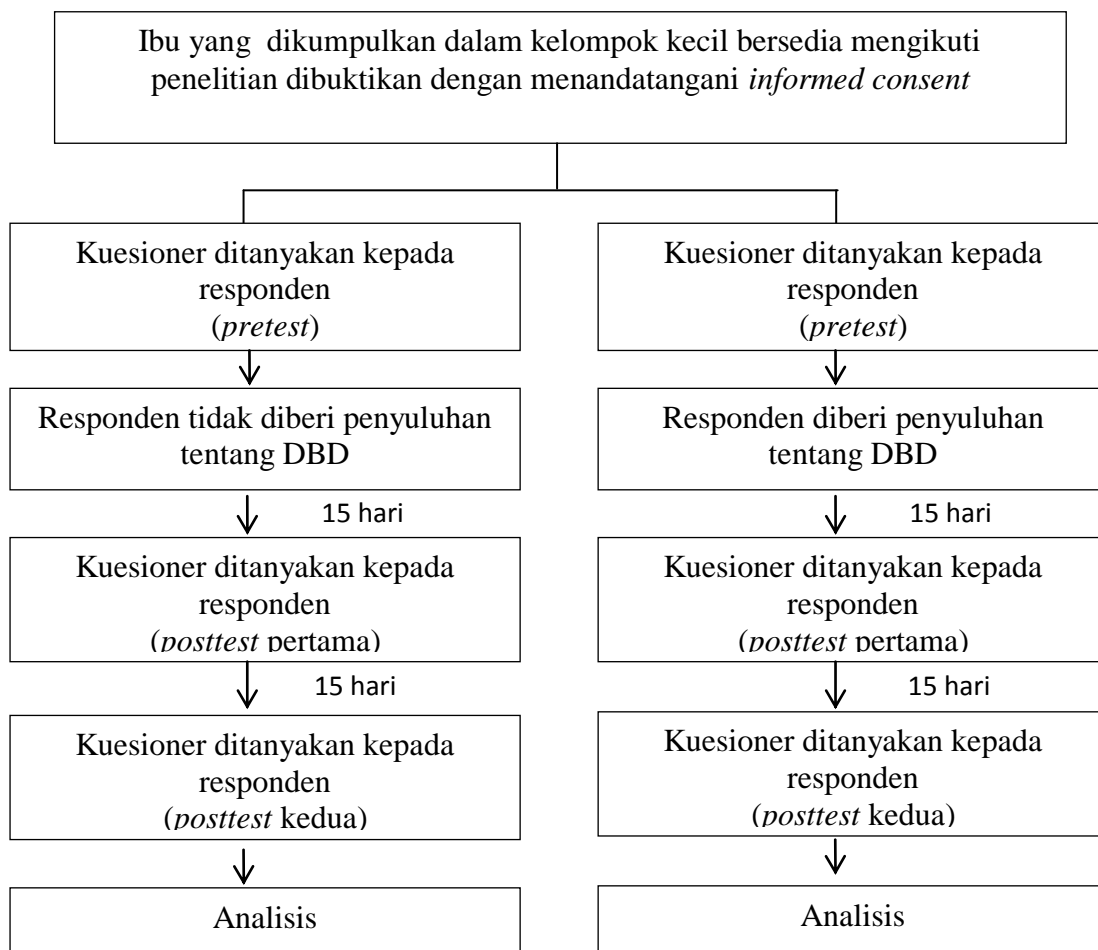 Ibu yang dikumpulkan dalam kelompok kecil bersedia mengikuti
penelitian dibuktikan dengan menandatangani informed consent
Kuesioner ditanyakan kepada
responden
(pretest)
Responden tidak diberi penyuluhan
tentang DBD
15 hari
Kuesioner ditanyakan kepada
responden
(posttest pertama)
15 hari
Kuesioner ditanyakan kepada
responden
(posttest kedua)
Analisis
Kuesioner ditanyakan kepada
responden
(pretest)
Responden diberi penyuluhan
tentang DBD
15 hari
Kuesioner ditanyakan kepada
responden
(posttest pertama)
15 hari
Kuesioner ditanyakan kepada
responden
(posttest kedua)
Analisis